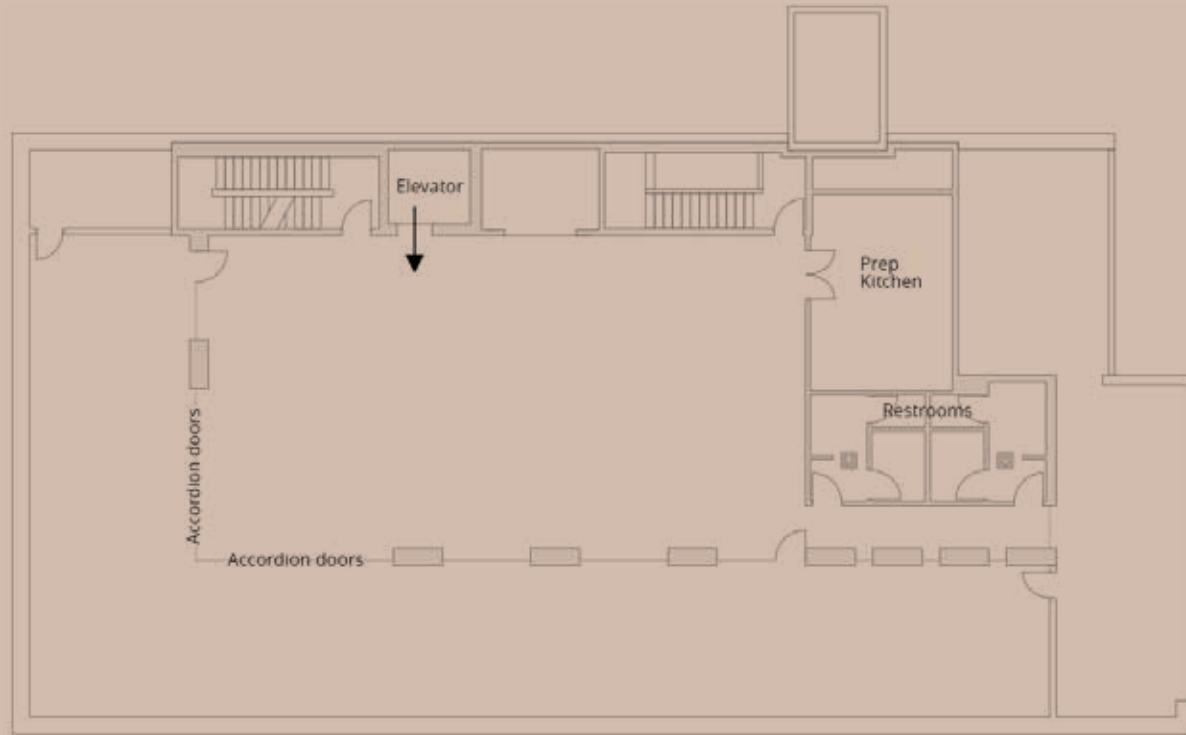 Elevator
Prep
Kitchen
Restrooms
Accordion doors
Accordion doors